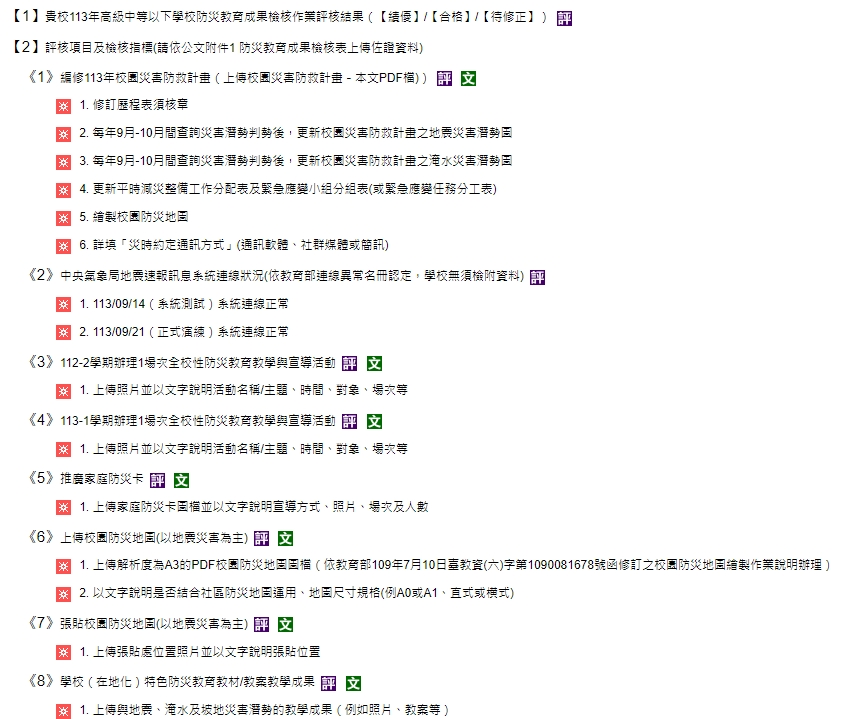 【1】貴校113年高級中等以下學校防災教育成果檢核作業評核結果（【績優】/【合格】/【待修正】） 評
【2】評核項目及檢核指標(請依公文附件1 防災教育成果檢核表上傳佐證資料)
《1》編修113年校園災害防救計畫（上傳校園災害防救計畫－本文PDF檔)） 評 文
1. 修訂歷程表須核章
2. 每年9月-10月間查詢災害潛勢判勢後，更新校園災害防救計畫之地震災害潛勢圖
3. 每年9月-10月間查詢災害潛勢判勢後，更新校園災害防救計畫之淹水災害潛勢圖
4. 更新平時減災整備工作分配表及緊急應變小組分組表(或緊急應變任務分工表)
5. 繪製校園防災地圖
6. 詳填「災時約定通訊方式」(通訊軟體、社群媒體或簡訊)
《2》中央氣象局地震速報訊息系統連線狀況(依教育部連線異常名冊認定，學校無須檢附資料) 評
1. 113/09/14（系統測試）系統連線正常
2. 113/09/21（正式演練）系統連線正常
《3》112-2學期辦理1場次全校性防災教育教學與宣導活動 評 文
1. 上傳照片並以文字說明活動名稱/主題、時間、對象、場次等
《4》113-1學期辦理1場次全校性防災教育教學與宣導活動 評 文
1. 上傳照片並以文字說明活動名稱/主題、時間、對象、場次等
《5》推廣家庭防災卡 評 文
1. 上傳家庭防災卡圖檔並以文字說明宣導方式、照片、場次及人數
《6》上傳校園防災地圖(以地震災害為主) 評 文
1. 上傳解析度為A3的PDF校園防災地圖圖檔（依教育部109年7月10日臺教資(六)字第1090081678號函修訂之校園防災地圖繪製作業說明辦理）
2. 以文字說明是否結合社區防災地圖通用、地圖尺寸規格(例A0或A1、直式或橫式)
《7》張貼校園防災地圖(以地震災害為主) 評 文
1. 上傳張貼處位置照片並以文字說明張貼位置
《8》學校（在地化）特色防災教育教材/教案教學成果 評 文
1. 上傳與地震、淹水及坡地災害潛勢的教學成果（例如照片、教案等）